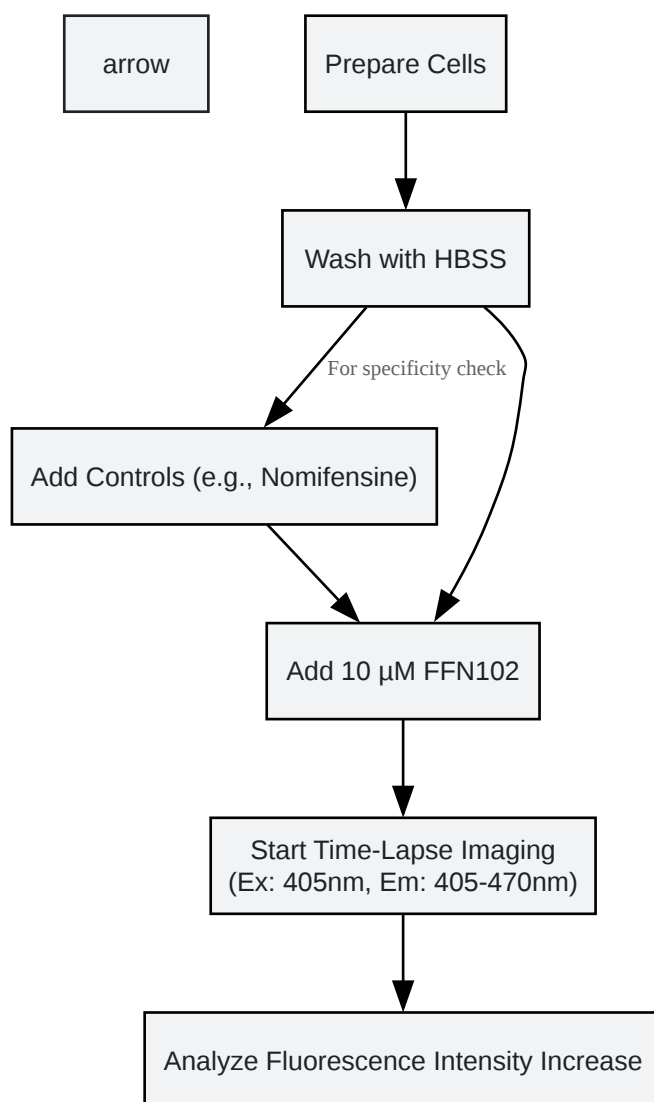 arrow
Prepare Cells
Wash with HBSS
For specificity check
Add Controls (e.g., Nomifensine)
Add 10 µM FFN102
Start Time-Lapse Imaging
(Ex: 405nm, Em: 405-470nm)
Analyze Fluorescence Intensity Increase